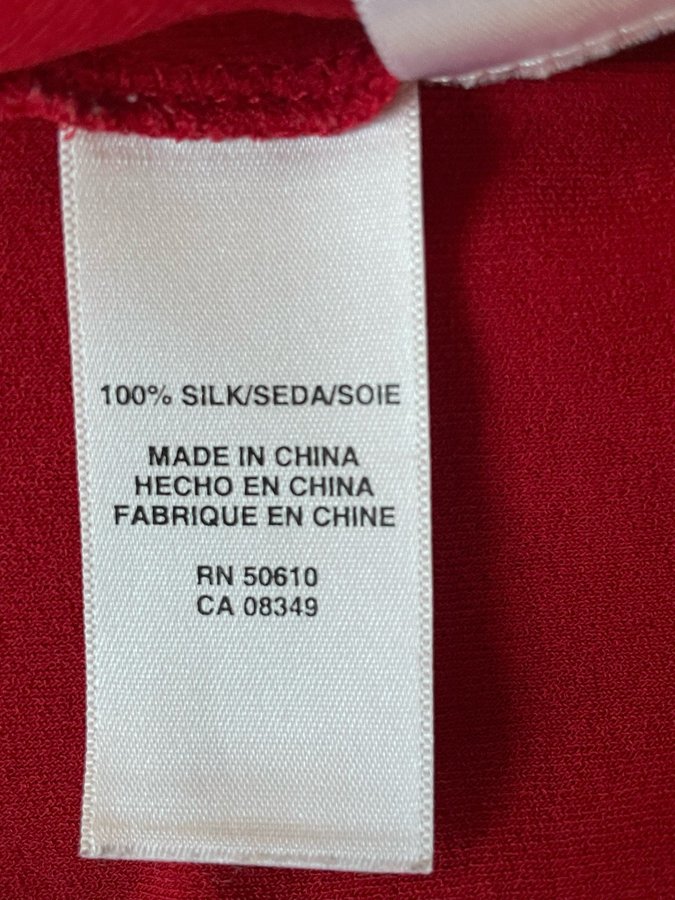 100% SILK/SEDA/SOIE
MADE IN CHINA
HECHO EN CHINA
FABRIQUE EN CHINE
RN 50610
CA 08349